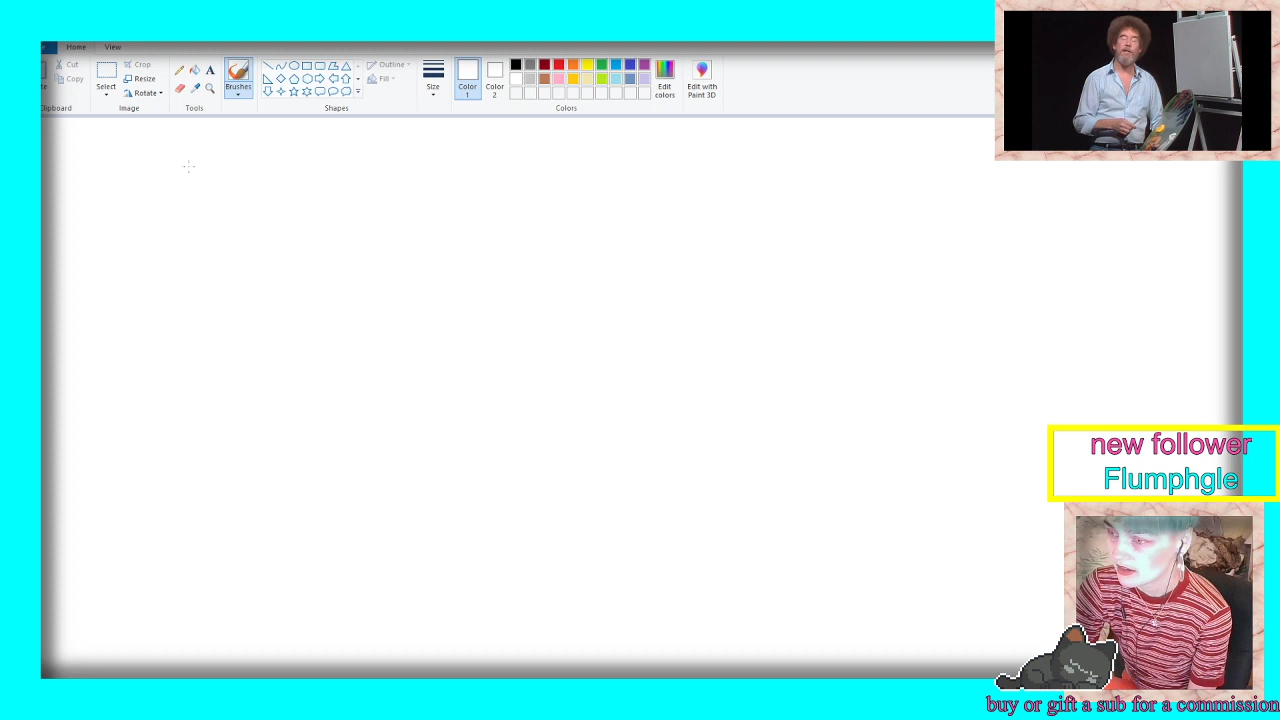 Home View
Cut
Copy
Clipboard
Select
Crop
Resize
Rotate
Image
Tools
Brushes
Shapes
Outline
Fill
Size
Color
1
Color
2
Colors
Edit
colors
Edit with
Paint 3D
new follower
Flumphgle
buy or gift a sub for a commission